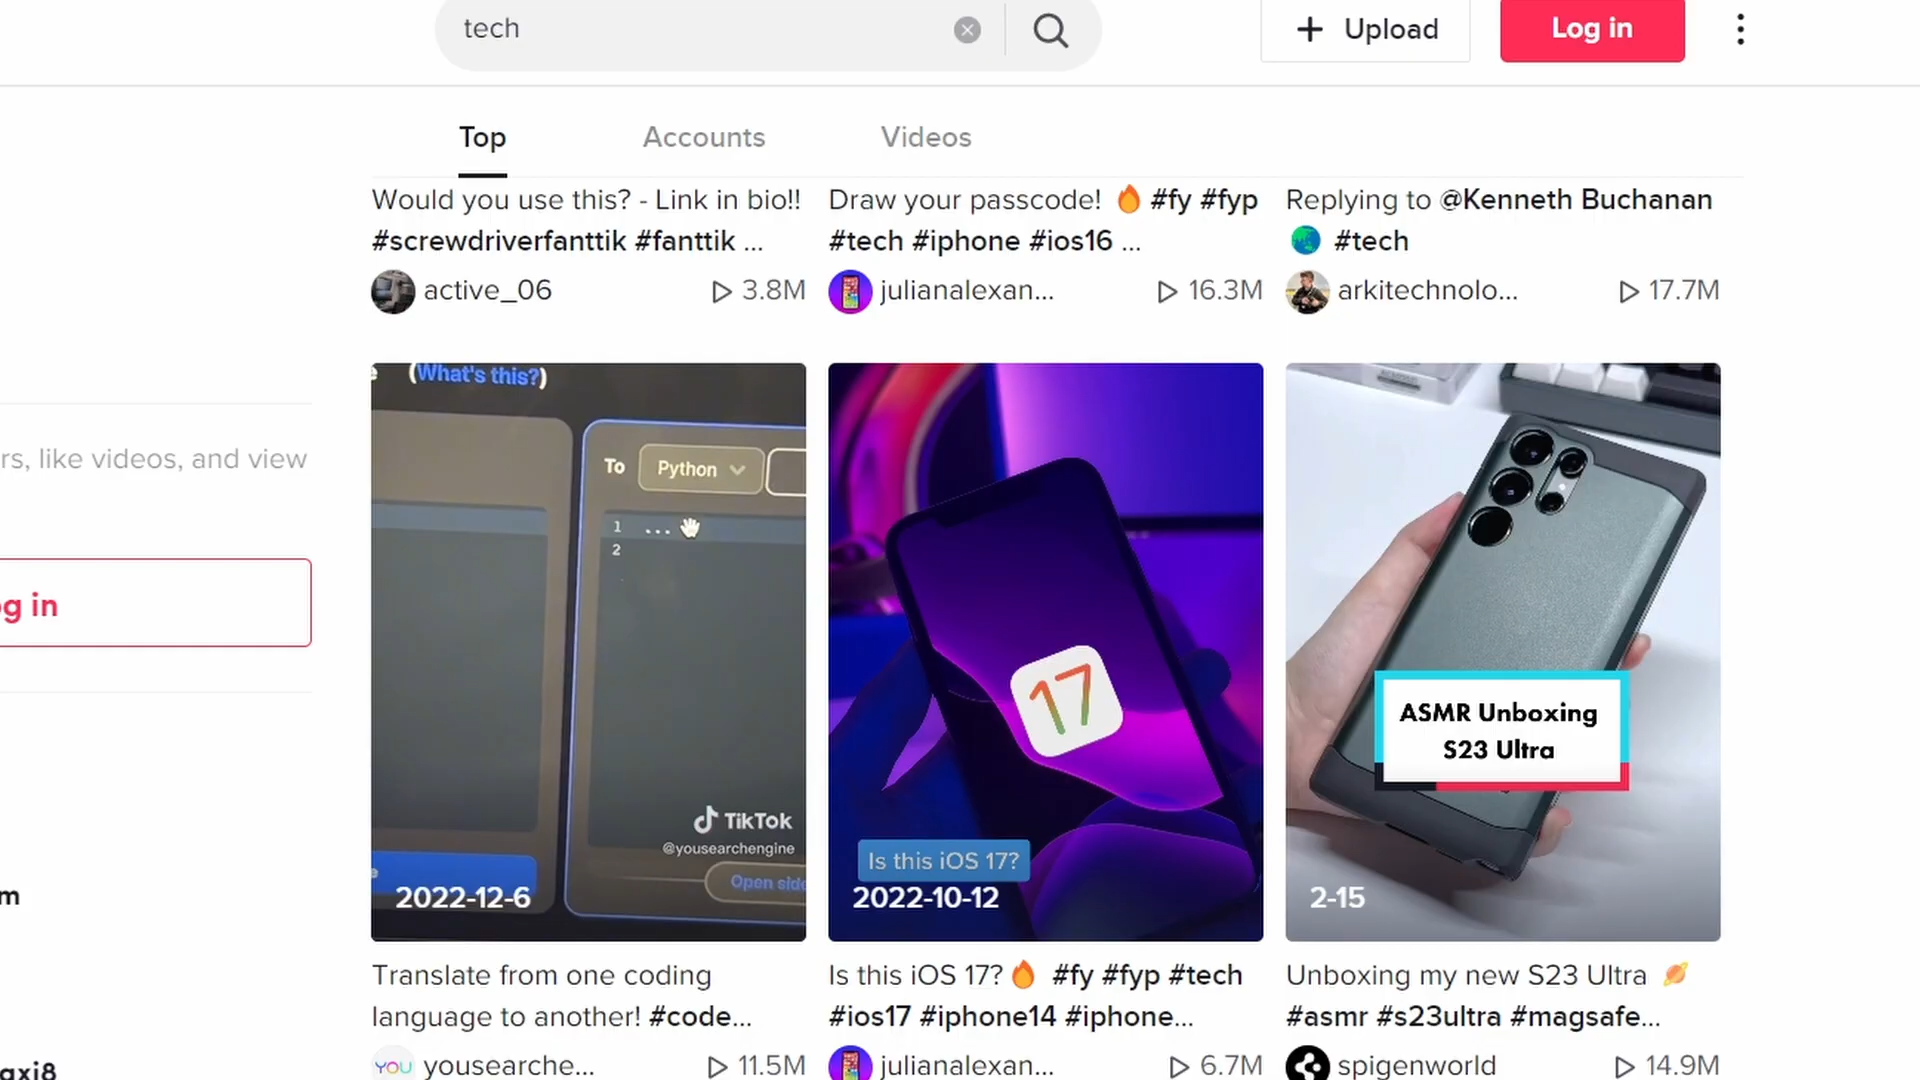 tech
Upload
Log in
Top
Accounts
Videos
Would you use this? - Link in bio!!
#screwdriverfanttik #fanttik ...
active_06
3.8M
Draw your passcode! 🔥 #fy #fyp
#tech #iphone #ios16 ...
julianalexan...
16.3M
Replying to @Kenneth Buchanan
🌏 #tech
arkitechnolo...
17.7M
rs, like videos, and view
og in
m
axi8
(What's this?)
To
Python
1 ...
2
TikTok
@yousearchengine
Open side
2022-12-6
Translate from one coding
language to another! #code...
YOU
yousearche...
11.5M
17
Is this iOS 17?
2022-10-12
Is this iOS 17? 🔥 #fy #fyp #tech
#ios17 #iphone14 #iphone...
julianalexan...
6.7M
ASMR Unboxing
S23 Ultra
2-15
Unboxing my new S23 Ultra 🪐
#asmr #s23ultra #magsafe...
spigenworld
14.9M